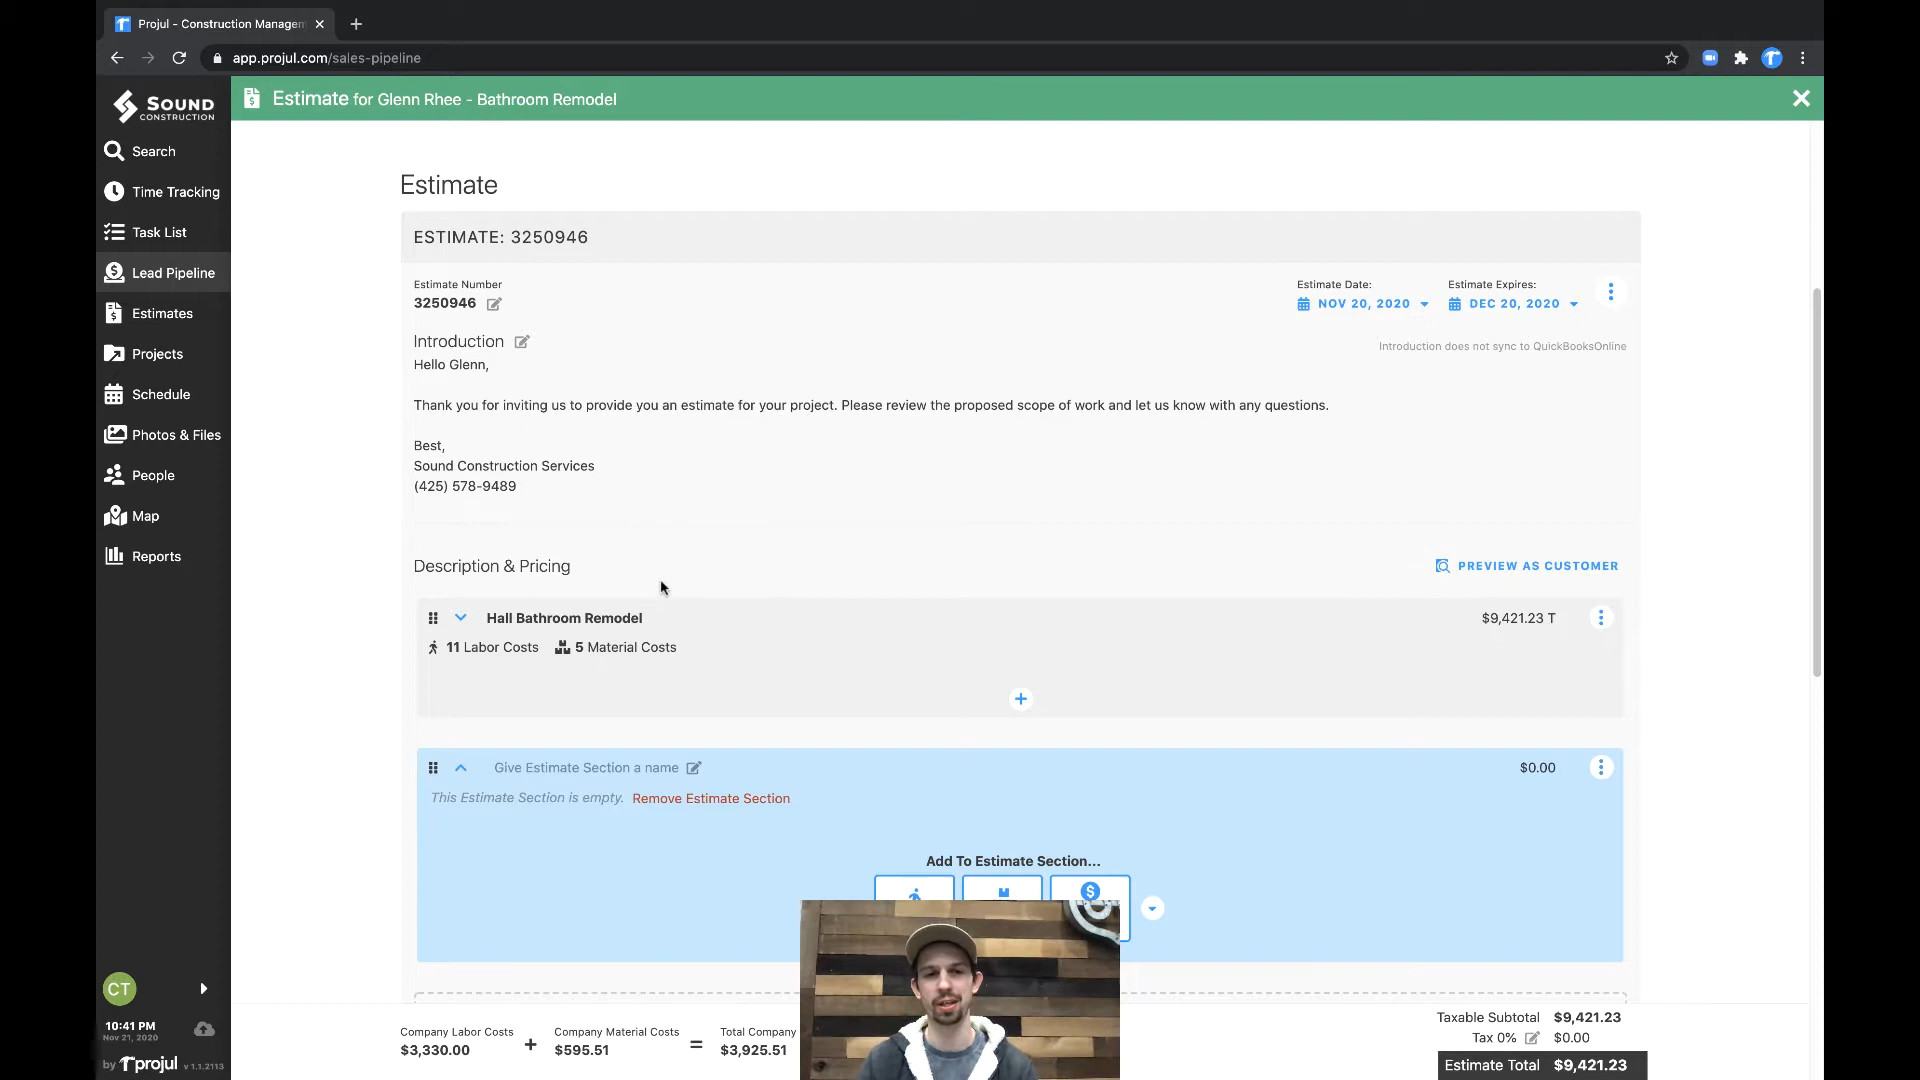 Projul - Construction Managem
app.projul.com/sales-pipeline
SOUND
CONSTRUCTION
Estimate for Glenn Rhee - Bathroom Remodel
Search
Time Tracking
Task List
Lead Pipeline
Estimates
Projects
Schedule
Photos & Files
People
Map
Reports
CT
10:41 PM
Nov 21, 2020
by projul v 1.1.2113
Estimate
ESTIMATE: 3250946
Estimate Number
3250946
Estimate Date:
NOV 20, 2020
Estimate Expires:
DEC 20, 2020
Introduction
Introduction does not sync to QuickBooksOnline
Hello Glenn,
Thank you for inviting us to provide you an estimate for your project. Please review the proposed scope of work and let us know with any questions.
Best,
Sound Construction Services
(425) 578-9489
Description & Pricing
PREVIEW AS CUSTOMER
Hall Bathroom Remodel
$9,421.23 T
11 Labor Costs
5 Material Costs
Give Estimate Section a name
$0.00
This Estimate Section is empty. Remove Estimate Section
Add To Estimate Section...
Company Labor Costs
$3,330.00
+
Company Material Costs
$595.51
=
Total Company
$3,925.51
Taxable Subtotal $9,421.23
Tax 0% $0.00
Estimate Total $9,421.23